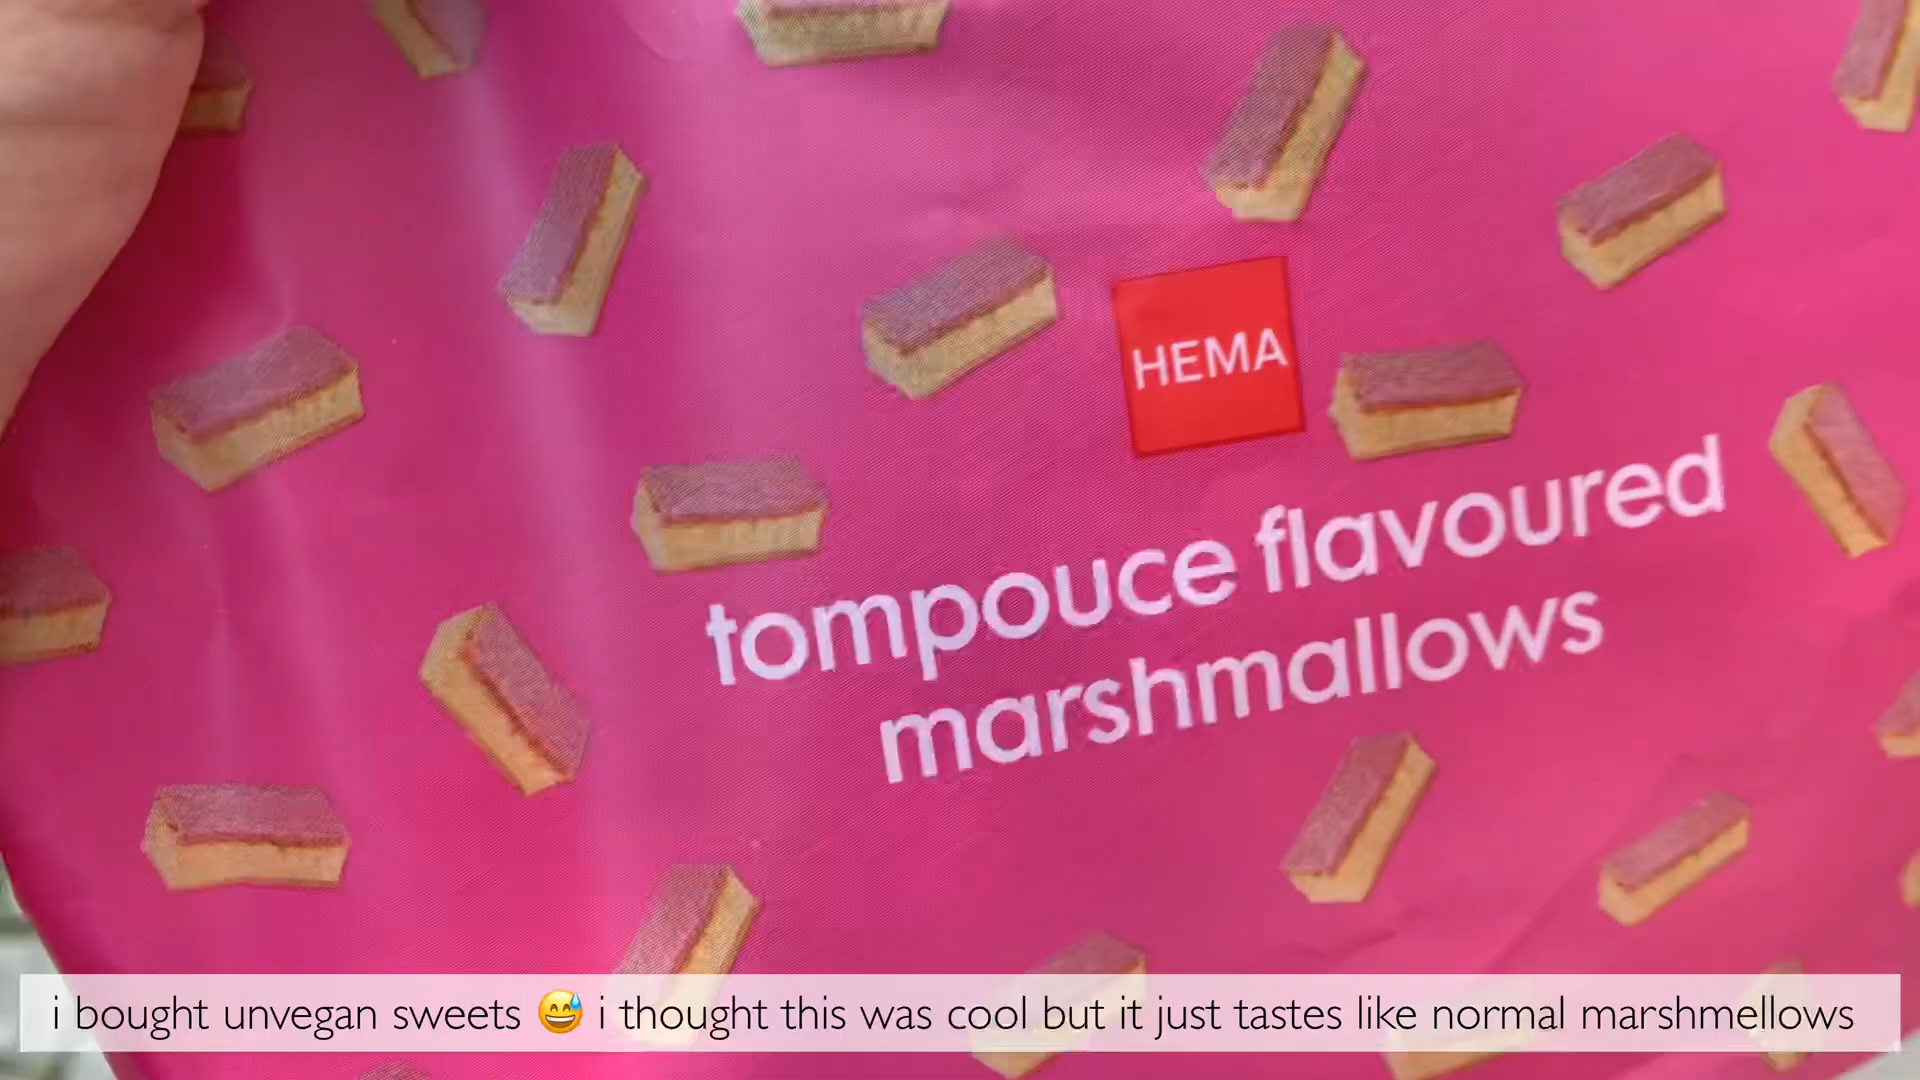 HEMA
tompouce flavoured
marshmallows
i bought unvegan sweets 😅 i thought this was cool but it just tastes like normal marshmellows